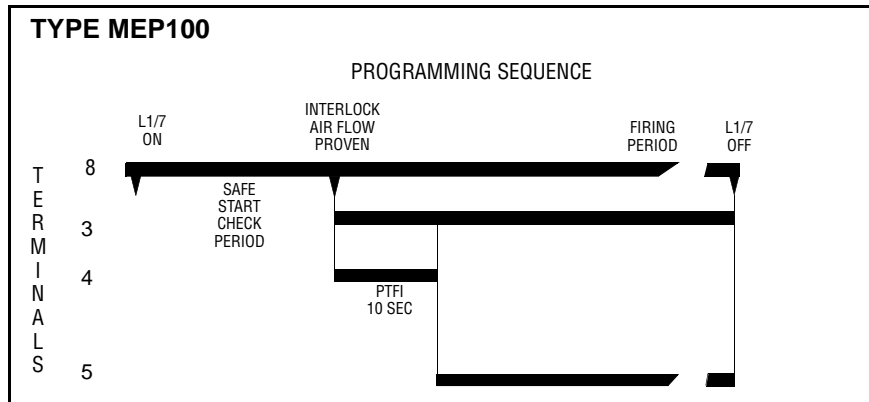 TYPE MEP100
PROGRAMMING SEQUENCE
L1/7
ON
INTERLOCK
AIR FLOW
PROVEN
FIRING
PERIOD
L1/7
OFF
TERMINALS
8
SAFE
START
CHECK
PERIOD
3
4
PTFI
10 SEC
5